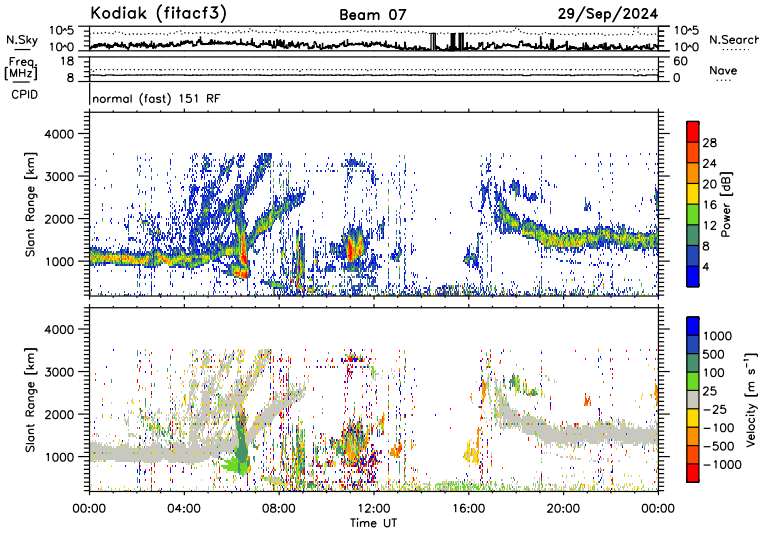 Kodiak (fitacf3) Beam 07 29/Sep/2024
N.Sky 10^5 10^0 10^5 10^0 N.Search
Freq. [MHz] 18 8 60 0 Nave
CPID normal (fast) 151 RF
Slant Range [km] 4000 3000 2000 1000
Power [dB] 28 24 20 16 12 8 4
Slant Range [km] 4000 3000 2000 1000
Velocity [m s^-1] 1000 500 100 25 -25 -100 -500 -1000
00:00 04:00 08:00 12:00 16:00 20:00 00:00
Time UT